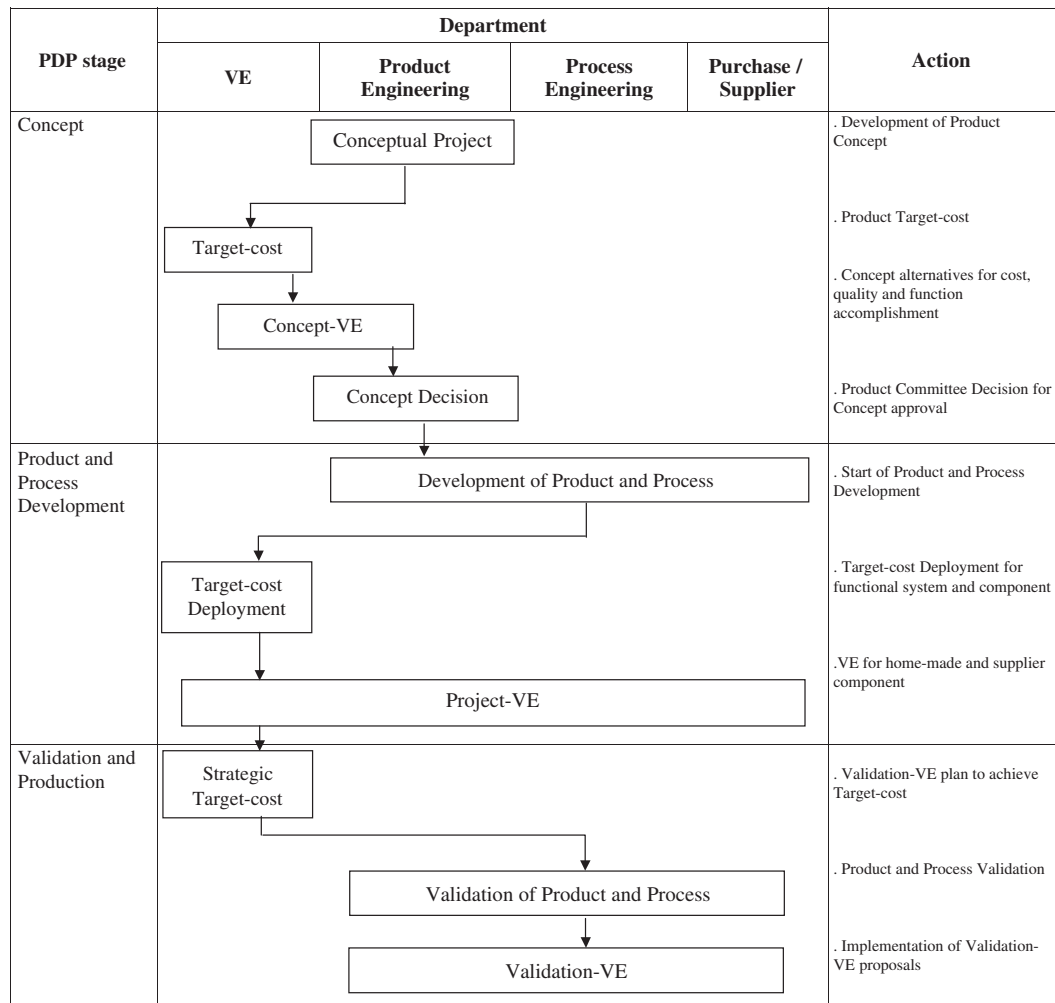 PDP stage
Department
Action
VE
Product
Engineering
Process
Engineering
Purchase /
Supplier
Concept
Conceptual Project
. Development of Product
Concept
Target-cost
. Product Target-cost
Concept-VE
. Concept alternatives for cost,
quality and function
accomplishment
Concept Decision
. Product Committee Decision for
Concept approval
Product and
Process
Development
Development of Product and Process
. Start of Product and Process
Development
Target-cost
Deployment
. Target-cost Deployment for
functional system and component
Project-VE
.VE for home-made and supplier
component
Validation and
Production
Strategic
Target-cost
. Validation-VE plan to achieve
Target-cost
Validation of Product and Process
. Product and Process Validation
Validation-VE
. Implementation of Validation-
VE proposals